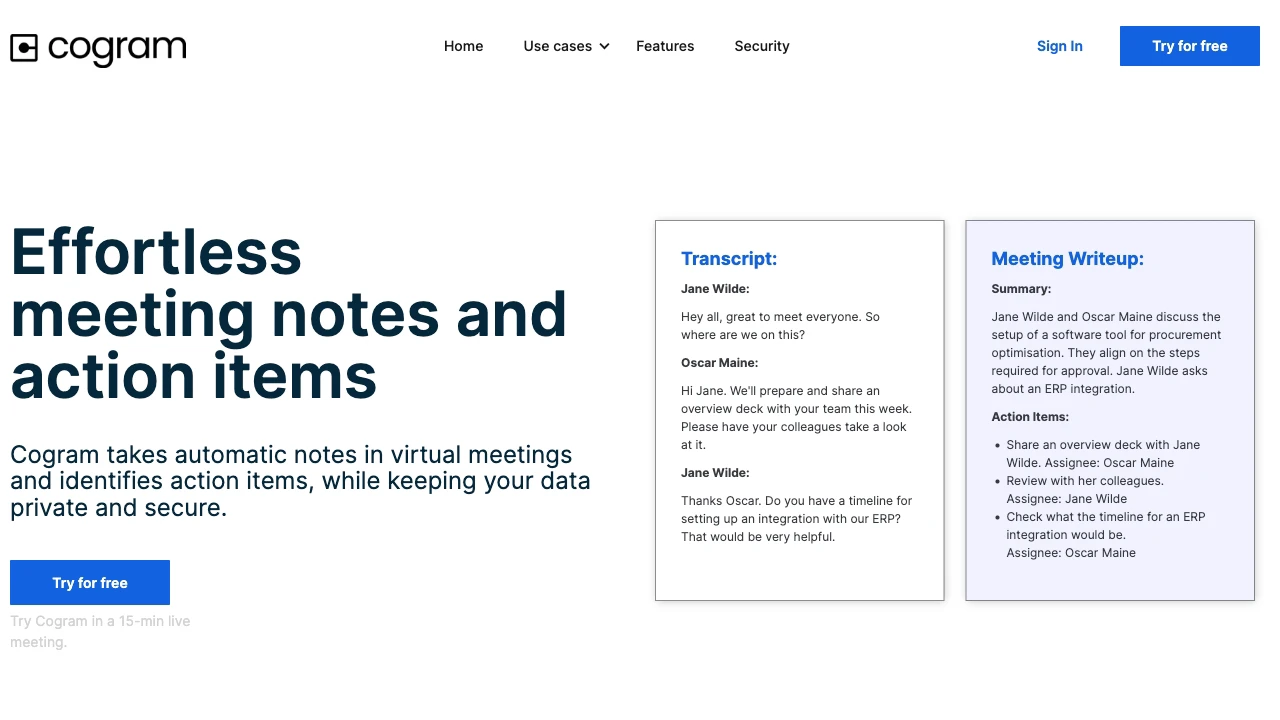 cogram
Home
Use cases
Features
Security
Sign In
Try for free
Effortless
meeting notes and
action items
Cogram takes automatic notes in virtual meetings
and identifies action items, while keeping your data
private and secure.
Try for free
Try Cogram in a 15-min live
meeting.
Transcript:
Jane Wilde:
Hey all, great to meet everyone. So
where are we on this?
Oscar Maine:
Hi Jane. We'll prepare and share an
overview deck with your team this week.
Please have your colleagues take a look
at it.
Jane Wilde:
Thanks Oscar. Do you have a timeline for
setting up an integration with our ERP?
That would be very helpful.
Meeting Writeup:
Summary:
Jane Wilde and Oscar Maine discuss the
setup of a software tool for procurement
optimisation. They align on the steps
required for approval. Jane Wilde asks
about an ERP integration.
Action Items:
• Share an overview deck with Jane
Wilde. Assignee: Oscar Maine
• Review with her colleagues.
Assignee: Jane Wilde
• Check what the timeline for an ERP
integration would be.
Assignee: Oscar Maine